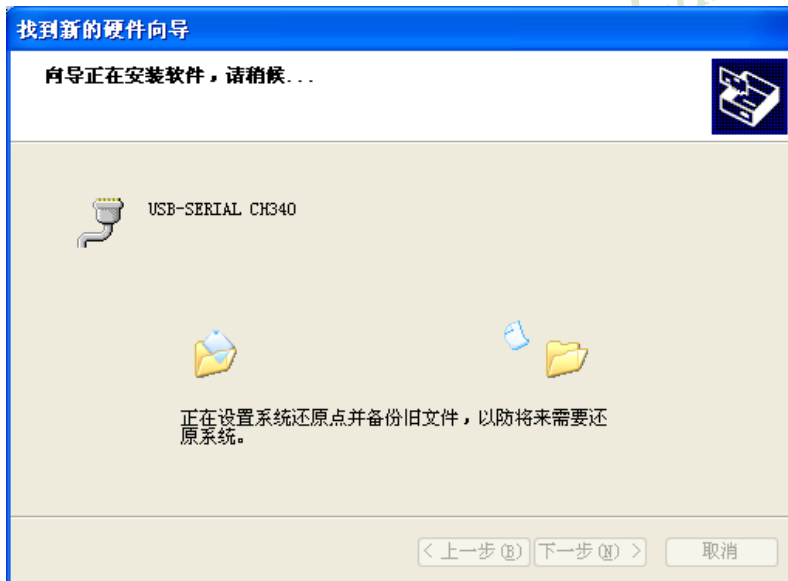 找到新的硬件向导
向导正在安装软件，请稍候...
USB-SERIAL CH340
正在设置系统还原点并备份旧文件，以防将来需要还
原系统。
< 上一步(B) 下一步(N) > 取消